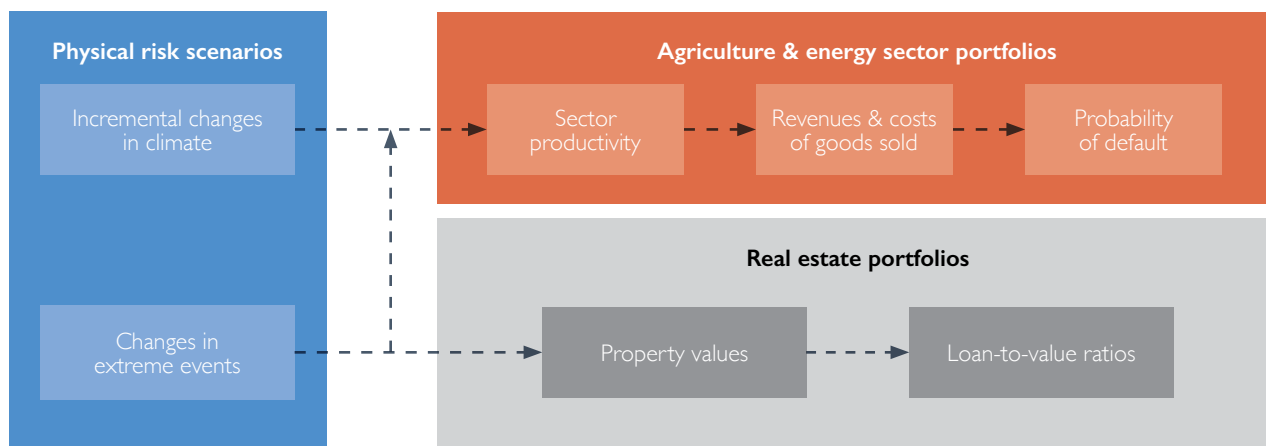 Physical risk scenarios
Incremental changes
in climate
Changes in
extreme events
Agriculture & energy sector portfolios
Sector
productivity
Revenues & costs
of goods sold
Probability
of default
Real estate portfolios
Property values
Loan-to-value ratios